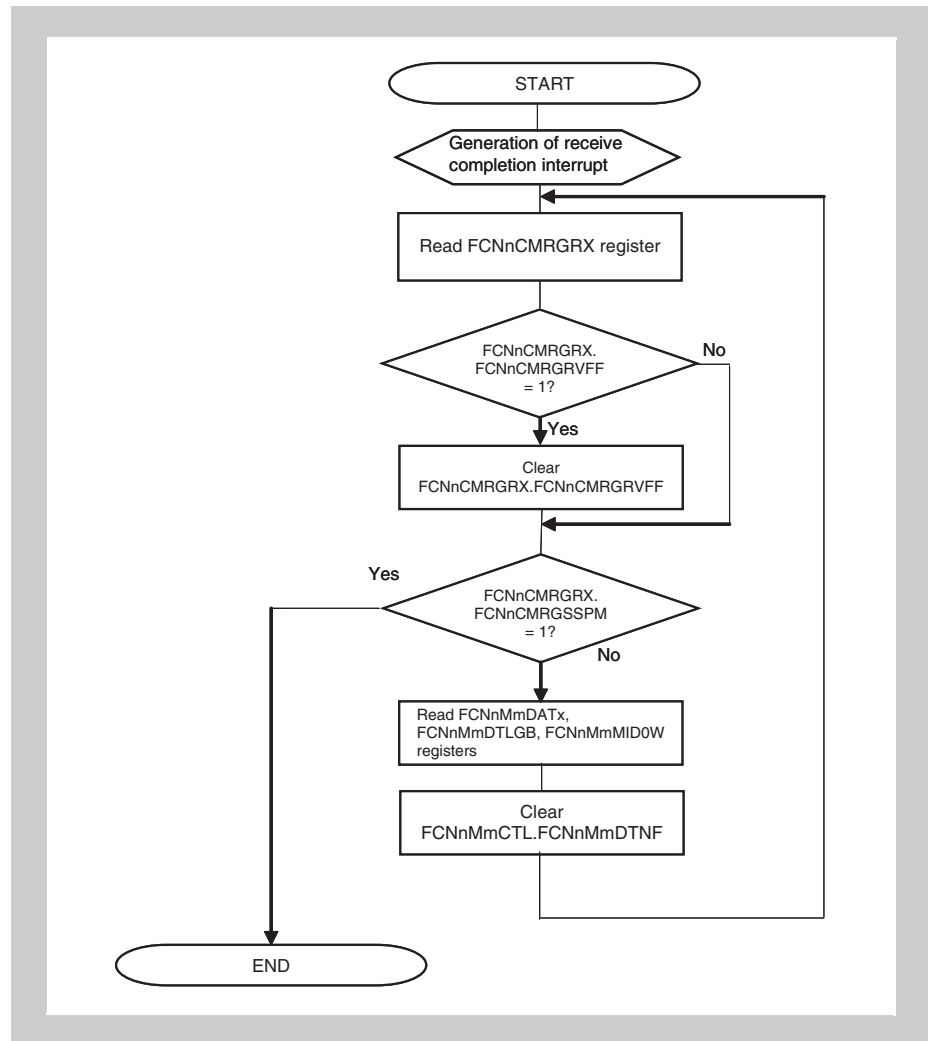 START
Generation of receive
completion interrupt
Read FCNnCMRGRX register
FCNnCMRGRX.
FCNnCMRGRVFF
= 1?
No
Yes
Clear
FCNnCMRGRX.FCNnCMRGRVFF
Yes
FCNnCMRGRX.
FCNnCMRGSSPM
= 1?
No
Read FCNnMmDATx,
FCNnMmDTLGB, FCNnMmMID0W
registers
Clear
FCNnMmCTL.FCNnMmDTNF
END